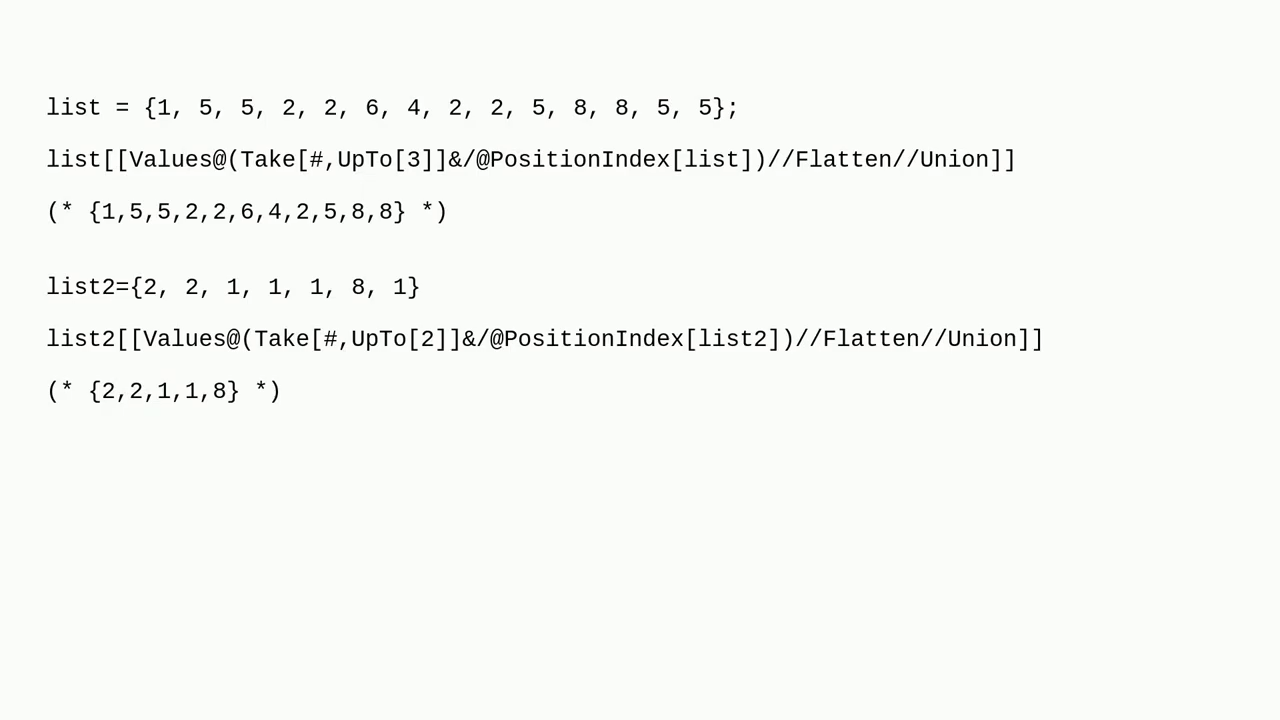 list = {1, 5, 5, 2, 2, 6, 4, 2, 2, 5, 8, 8, 5, 5};
list[[Values@(Take[#,UpTo[3]]&/@PositionIndex[list])//Flatten//Union]]
(* {1,5,5,2,2,6,4,2,5,8,8} *)
list2={2, 2, 1, 1, 1, 8, 1}
list2[[Values@(Take[#,UpTo[2]]&/@PositionIndex[list2])//Flatten//Union]]
(* {2,2,1,1,8} *)